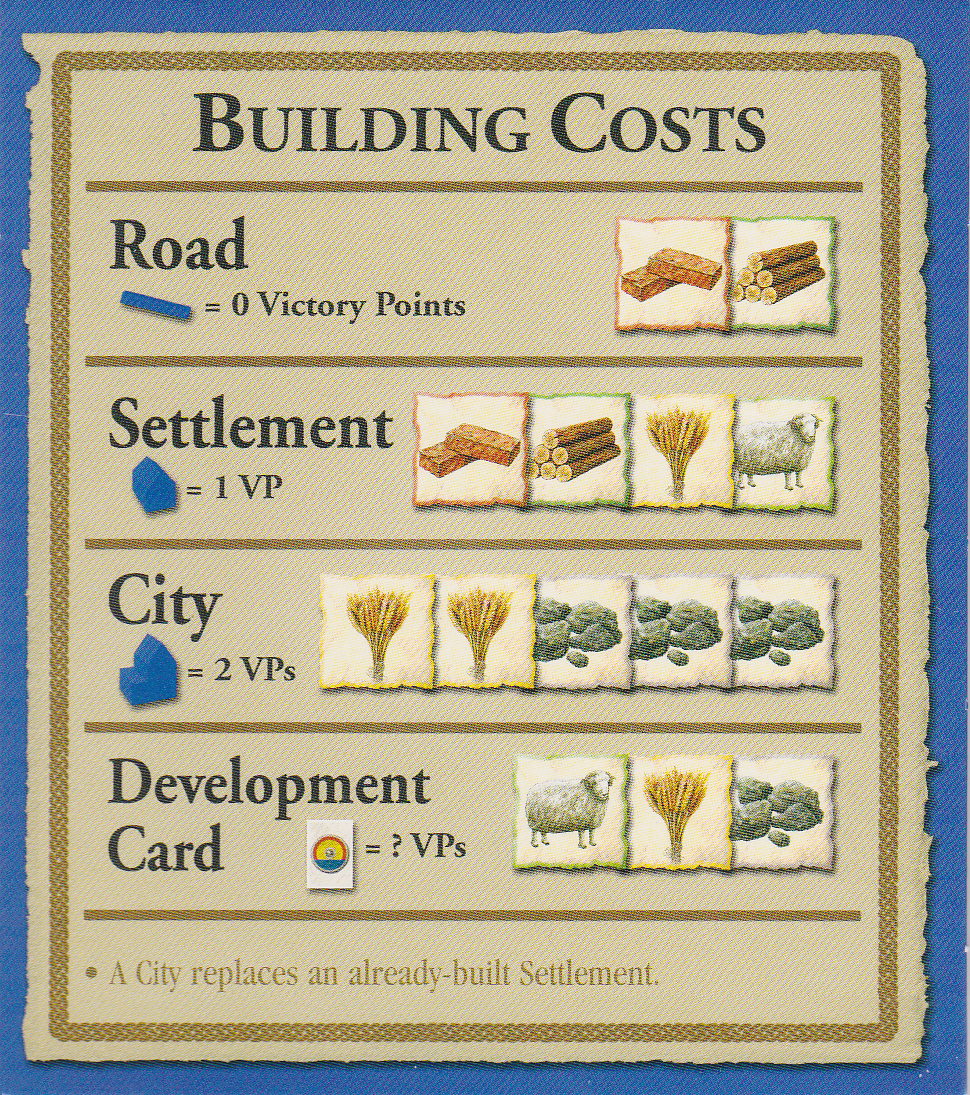 BUILDING COSTS
Road
= 0 Victory Points
Settlement
= 1 VP
City
= 2 VPs
Development
Card
= ? VPs
• A City replaces an already-built Settlement.